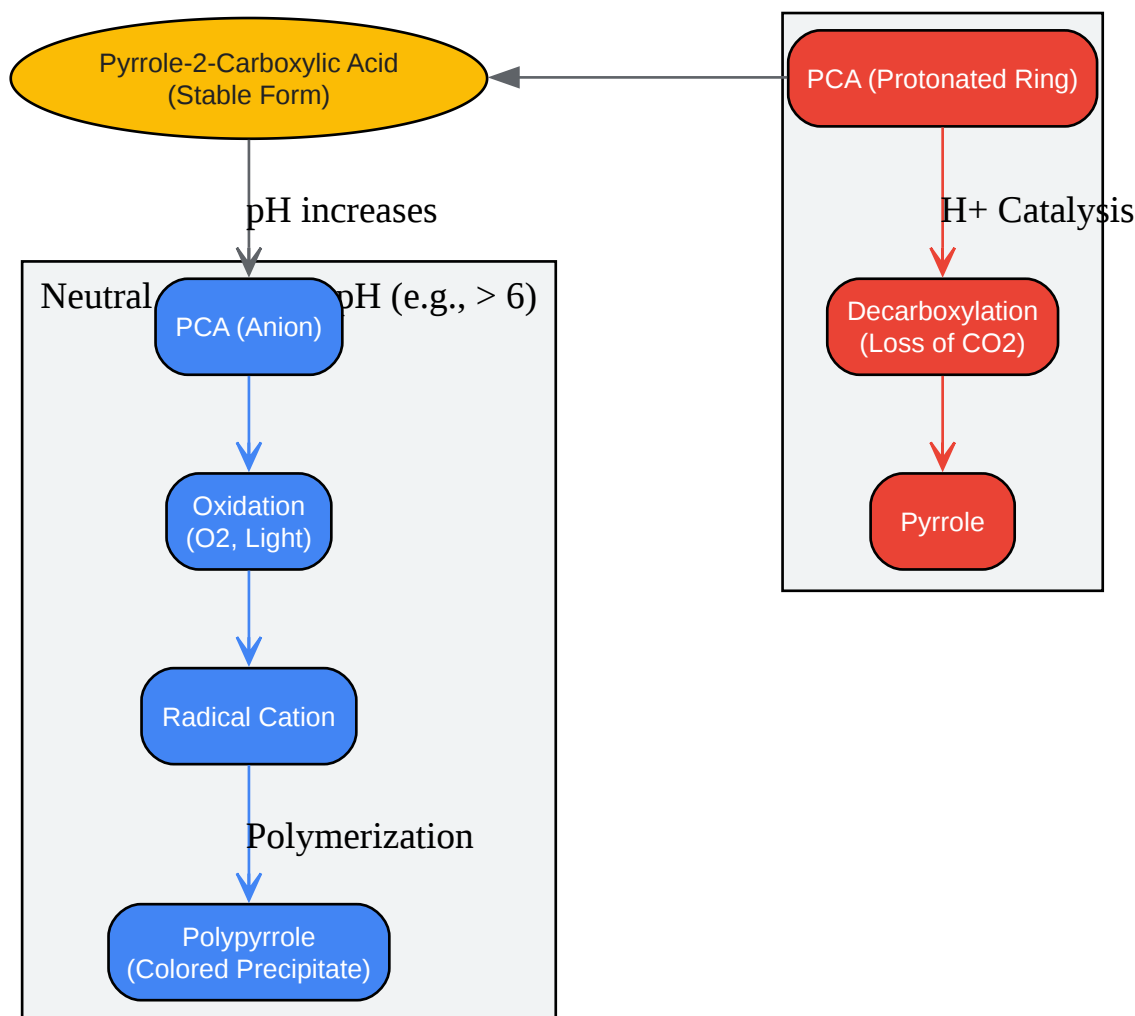 Pyrrole-2-Carboxylic Acid
(Stable Form)
PCA (Protonated Ring)
pH increases
H+ Catalysis
Neutral
pH (e.g., > 6)
PCA (Anion)
Decarboxylation
(Loss of CO2)
Oxidation
(O2, Light)
Pyrrole
Radical Cation
Polymerization
Polypyrrole
(Colored Precipitate)